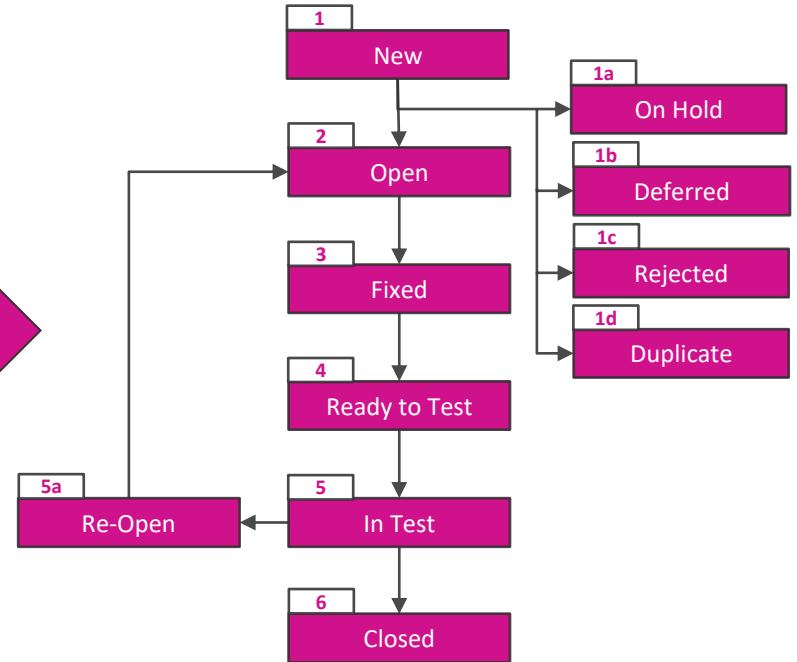 1
New
1a
On Hold
2
Open
1b
Deferred
3
Fixed
1c
Rejected
1d
Duplicate
4
Ready to Test
5a
Re-Open
5
In Test
6
Closed